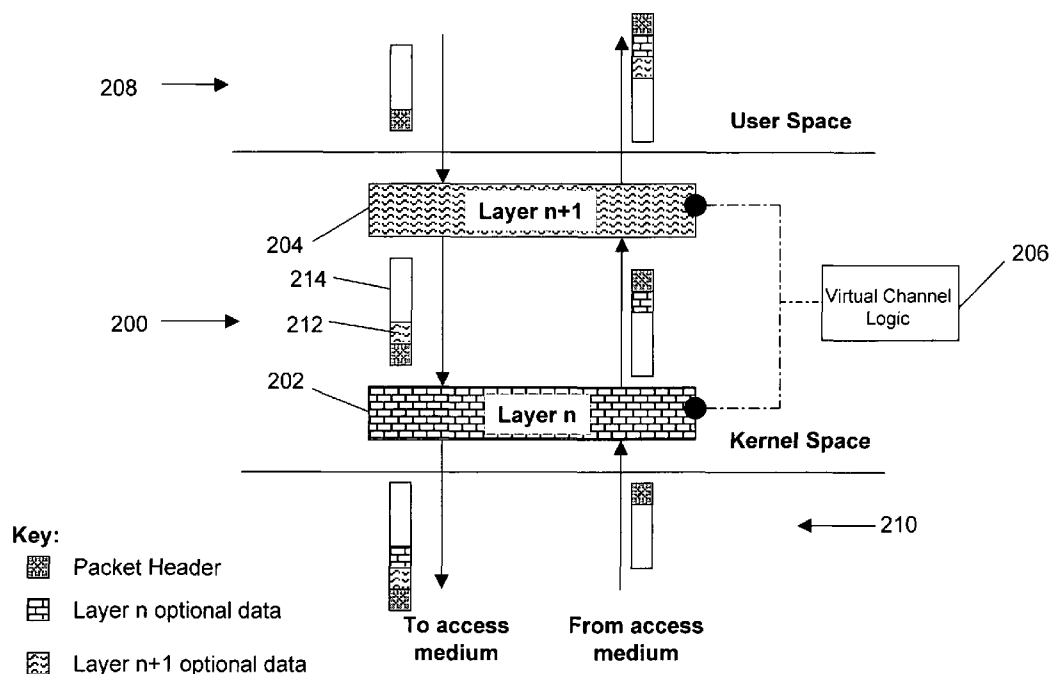 208
User Space
Layer n+1
204
214
206
Virtual Channel
Logic
212
200
202
Layer n
Kernel Space
210
Key:
Packet Header
Layer n optional data
Layer n+1 optional data
To access
medium
From access
medium